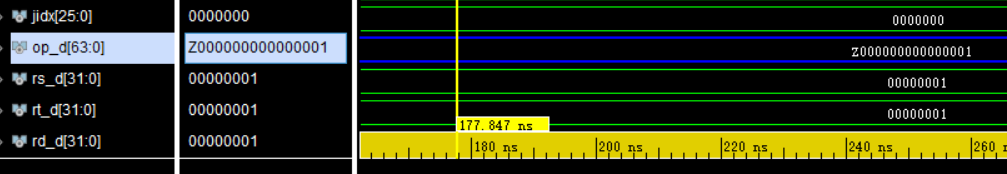 jidx[25:0] 0000000 0000000
op_d[63:0] Z000000000000001 Z000000000000001
rs_d[31:0] 00000001 00000001
rt_d[31:0] 00000001 00000001
rd_d[31:0] 00000001
177.847 ns
180 ns 200 ns 220 ns 240 ns 260 n